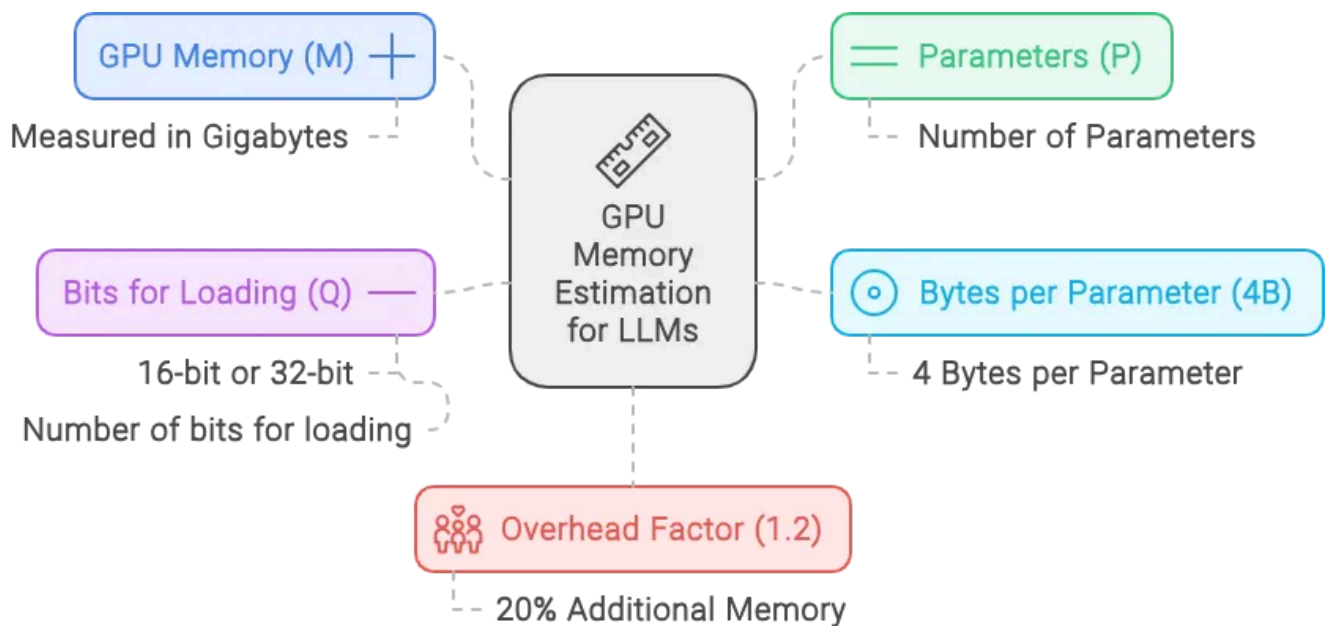 GPU Memory (M)
Measured in Gigabytes
Parameters (P)
Number of Parameters
GPU
Memory
Estimation
for LLMs
Bits for Loading (Q)
16-bit or 32-bit
Number of bits for loading
Bytes per Parameter (4B)
4 Bytes per Parameter
Overhead Factor (1.2)
20% Additional Memory